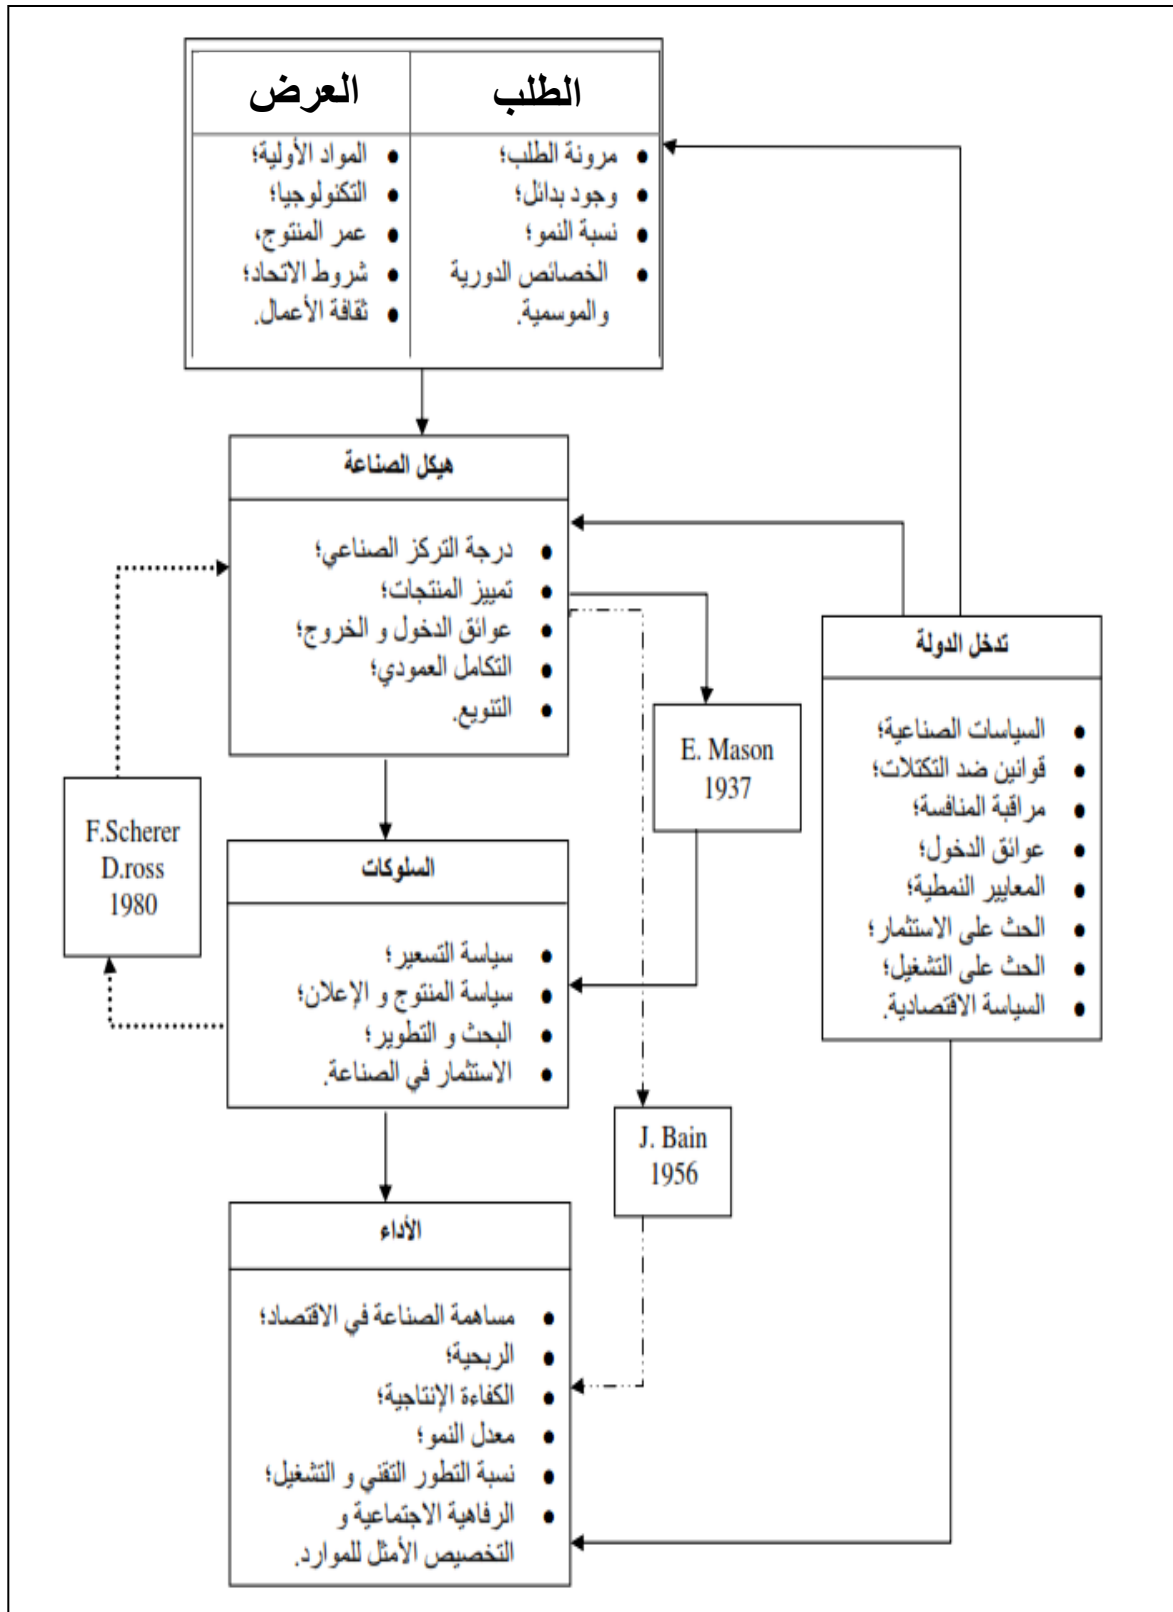 الطلب
العرض
مرونة الطلب؛
وجود بدائل؛
نسبة النمو؛
الخصائص الدورية
والموسمية.
المواد الأولية؛
التكنولوجيا؛
عمر المنتوج،
شروط الاتحاد؛
ثقافة الأعمال.
هيكل الصناعة
درجة التركز الصناعي؛
تمييز المنتجات؛
عوائق الدخول و الخروج؛
التكامل العمودي؛
التنويع.
تدخل الدولة
السياسات الصناعية؛
قوانين ضد التكتلات؛
مراقبة المنافسة؛
عوائق الدخول؛
المعايير النمطية؛
الحث على الاستثمار؛
الحث على التشغيل؛
السياسة الاقتصادية.
E. Mason
1937
F.Scherer
D.ross
1980
السلوكات
سياسة التسعير؛
سياسة المنتوج و الإعلان؛
البحث و التطوير؛
الاستثمار في الصناعة.
J. Bain
1956
الأداء
مساهمة الصناعة في الاقتصاد؛
الربحية؛
الكفاءة الإنتاجية؛
معدل النمو؛
نسبة التطور التقني و التشغيل؛
الرفاهية الاجتماعية و
التخصيص الأمثل للموارد.